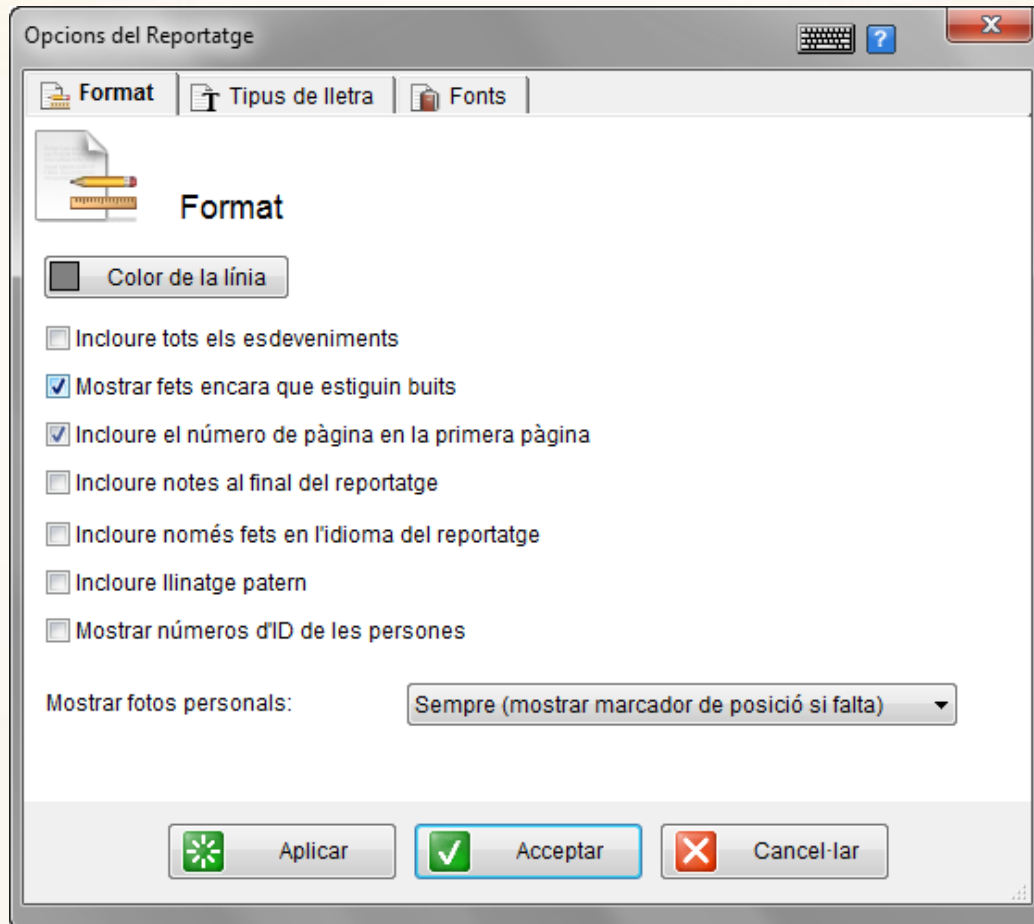 Opcions del Reportatge
Format
Tipus de lletra
Fonts
Format
Color de la línia
Incloure tots els esdeveniments
Mostrar fets encara que estiguin buits
Incloure el número de pàgina en la primera pàgina
Incloure notes al final del reportatge
Incloure només fets en l'idioma del reportatge
Incloure llinatge patern
Mostrar números d'ID de les persones
Mostrar fotos personals: Sempre (mostrar marcador de posició si falta)
Aplicar
Acceptar
Cancel·lar